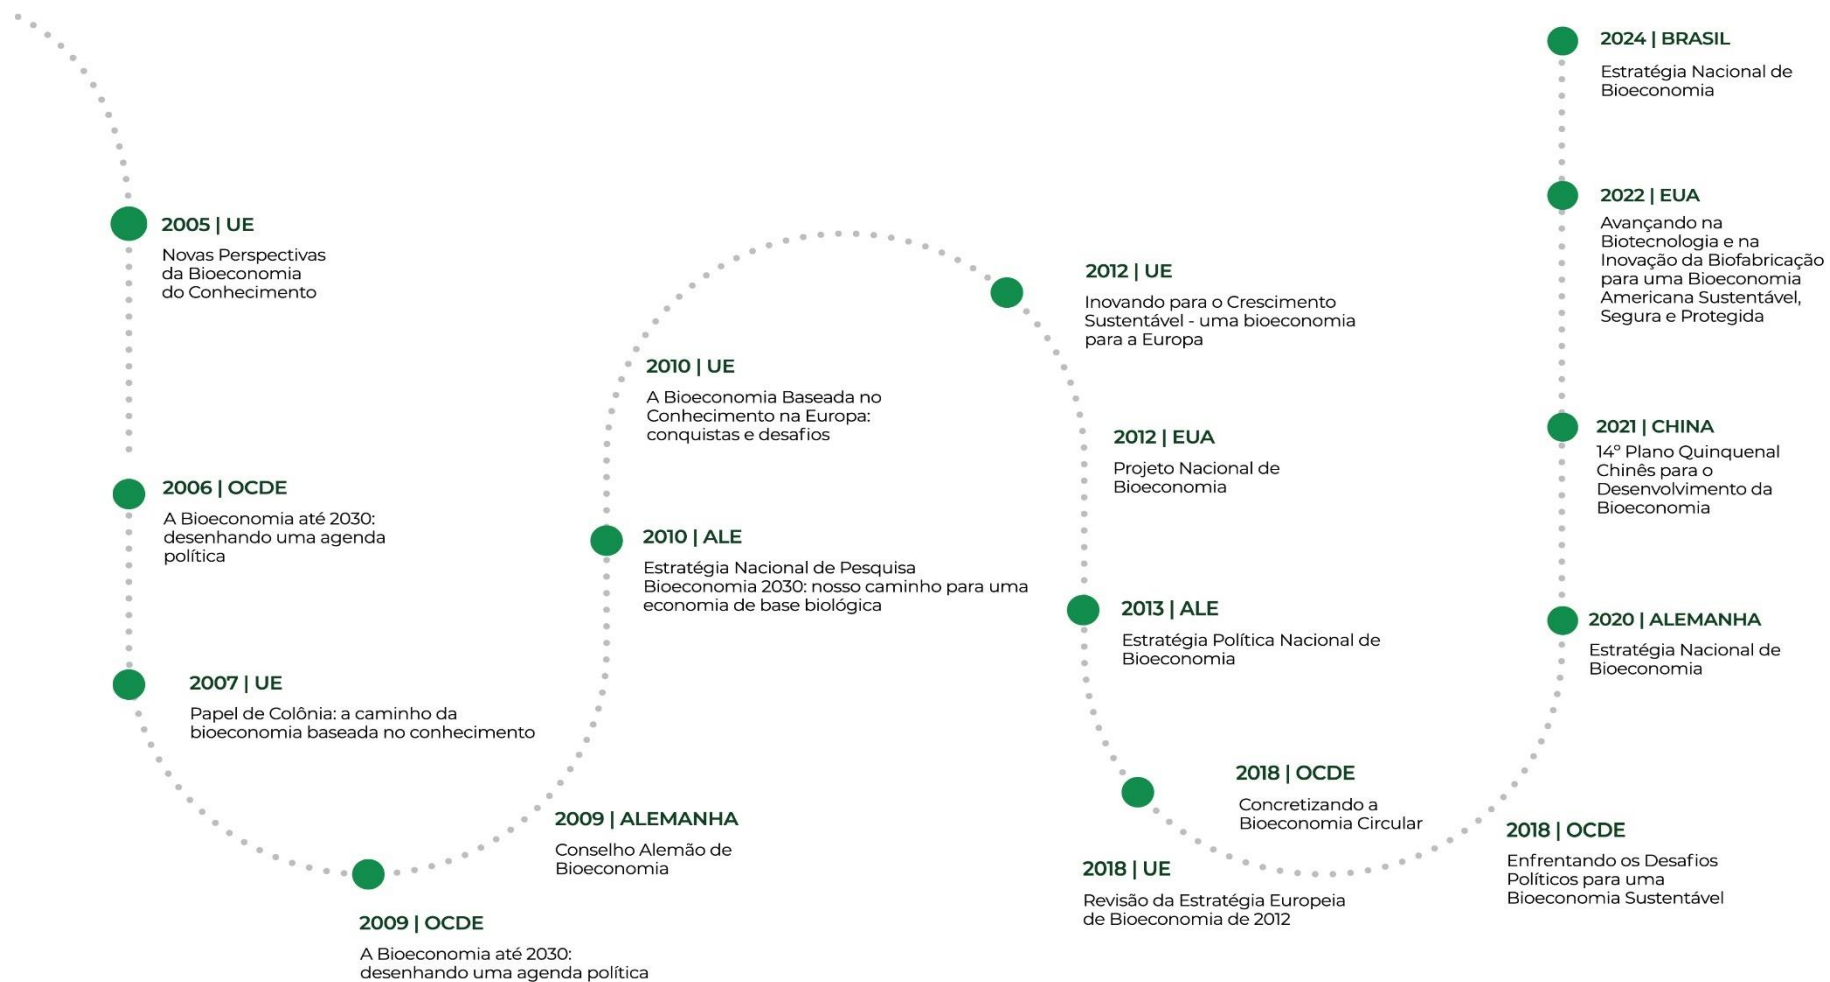 2005 | UE
Novas Perspectivas
da Bioeconomia
do Conhecimento
2006 | OCDE
A Bioeconomia até 2030:
desenhando uma agenda
política
2007 | UE
Papel de Colônia: a caminho da
bioeconomia baseada no conhecimento
2009 | OCDE
A Bioeconomia até 2030:
desenhando uma agenda política
2009 | ALEMANHA
Conselho Alemão de
Bioeconomia
2010 | ALE
Estratégia Nacional de Pesquisa
Bioeconomia 2030: nosso caminho para uma
economia de base biológica
2010 | UE
A Bioeconomia Baseada no
Conhecimento na Europa:
conquistas e desafios
2012 | UE
Inovando para o Crescimento
Sustentável - uma bioeconomia
para a Europa
2012 | EUA
Projeto Nacional de
Bioeconomia
2013 | ALE
Estratégia Política Nacional de
Bioeconomia
2018 | OCDE
Concretizando a
Bioeconomia Circular
2018 | UE
Revisão da Estratégia Europeia
de Bioeconomia de 2012
2018 | OCDE
Enfrentando os Desafios
Políticos para uma
Bioeconomia Sustentável
2020 | ALEMANHA
Estratégia Nacional de
Bioeconomia
2021 | CHINA
14º Plano Quinquenal
Chinês para o
Desenvolvimento da
Bioeconomia
2022 | EUA
Avançando na
Biotecnologia e na
Inovação da Biofabricação
para uma Bioeconomia
Americana Sustentável,
Segura e Protegida
2024 | BRASIL
Estratégia Nacional de
Bioeconomia